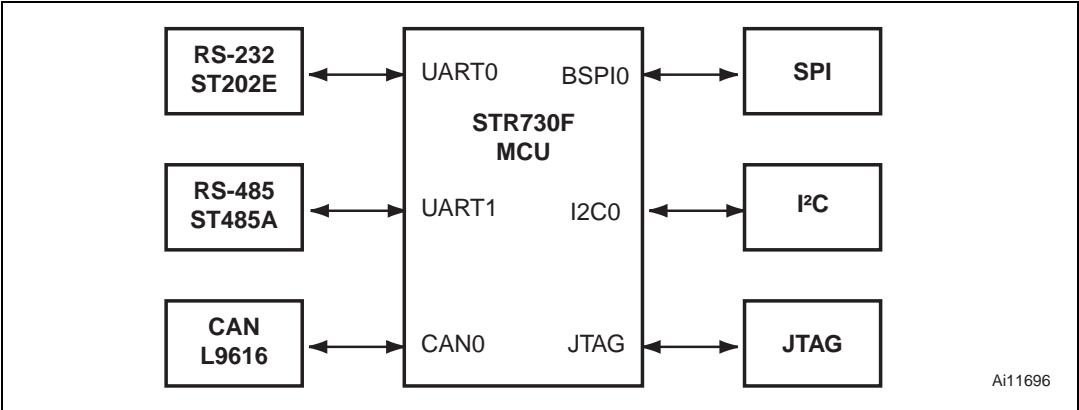 RS-232
ST202E
UART0
BSPI0
SPI
STR730F
MCU
RS-485
ST485A
UART1
I2C0
I²C
CAN
L9616
CAN0
JTAG
JTAG
Ai11696